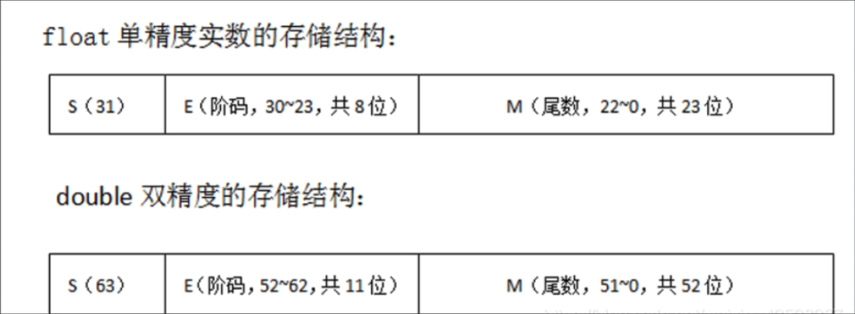 float 单精度实数的存储结构：
S（31） E（阶码，30~23，共 8 位） M（尾数，22~0，共 23 位）
double 双精度的存储结构：
S（63） E（阶码，52~62，共 11 位） M（尾数，51~0，共 52 位）